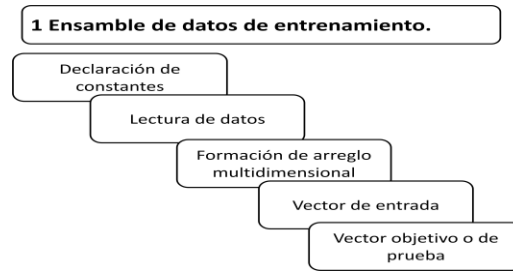 1 Ensamble de datos de entrenamiento.
Declaración de
constantes
Lectura de datos
Formación de arreglo
multidimensional
Vector de entrada
Vector objetivo o de
prueba